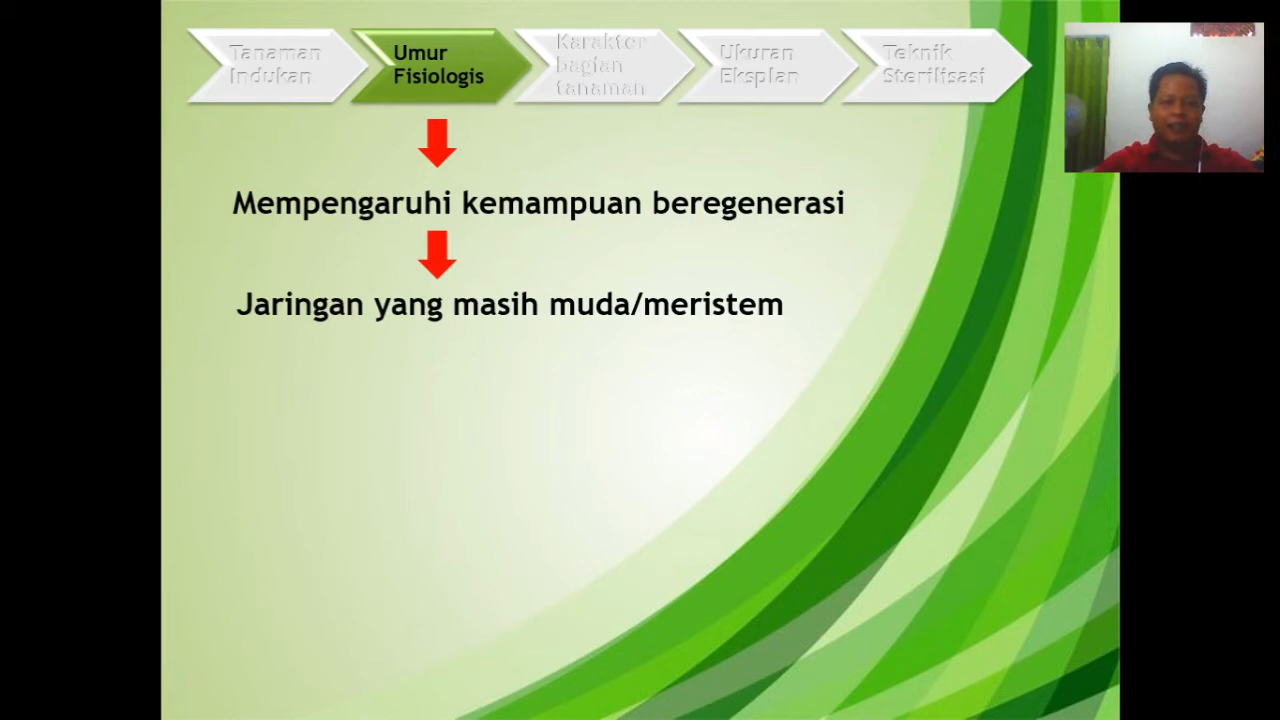 Tanaman
Indukan
Umur
Fisiologis
Karakter
bagian
tanaman
Ukuran
Eksplan
Teknik
Sterilisasi
Mempengaruhi kemampuan beregenerasi
Jaringan yang masih muda/meristem